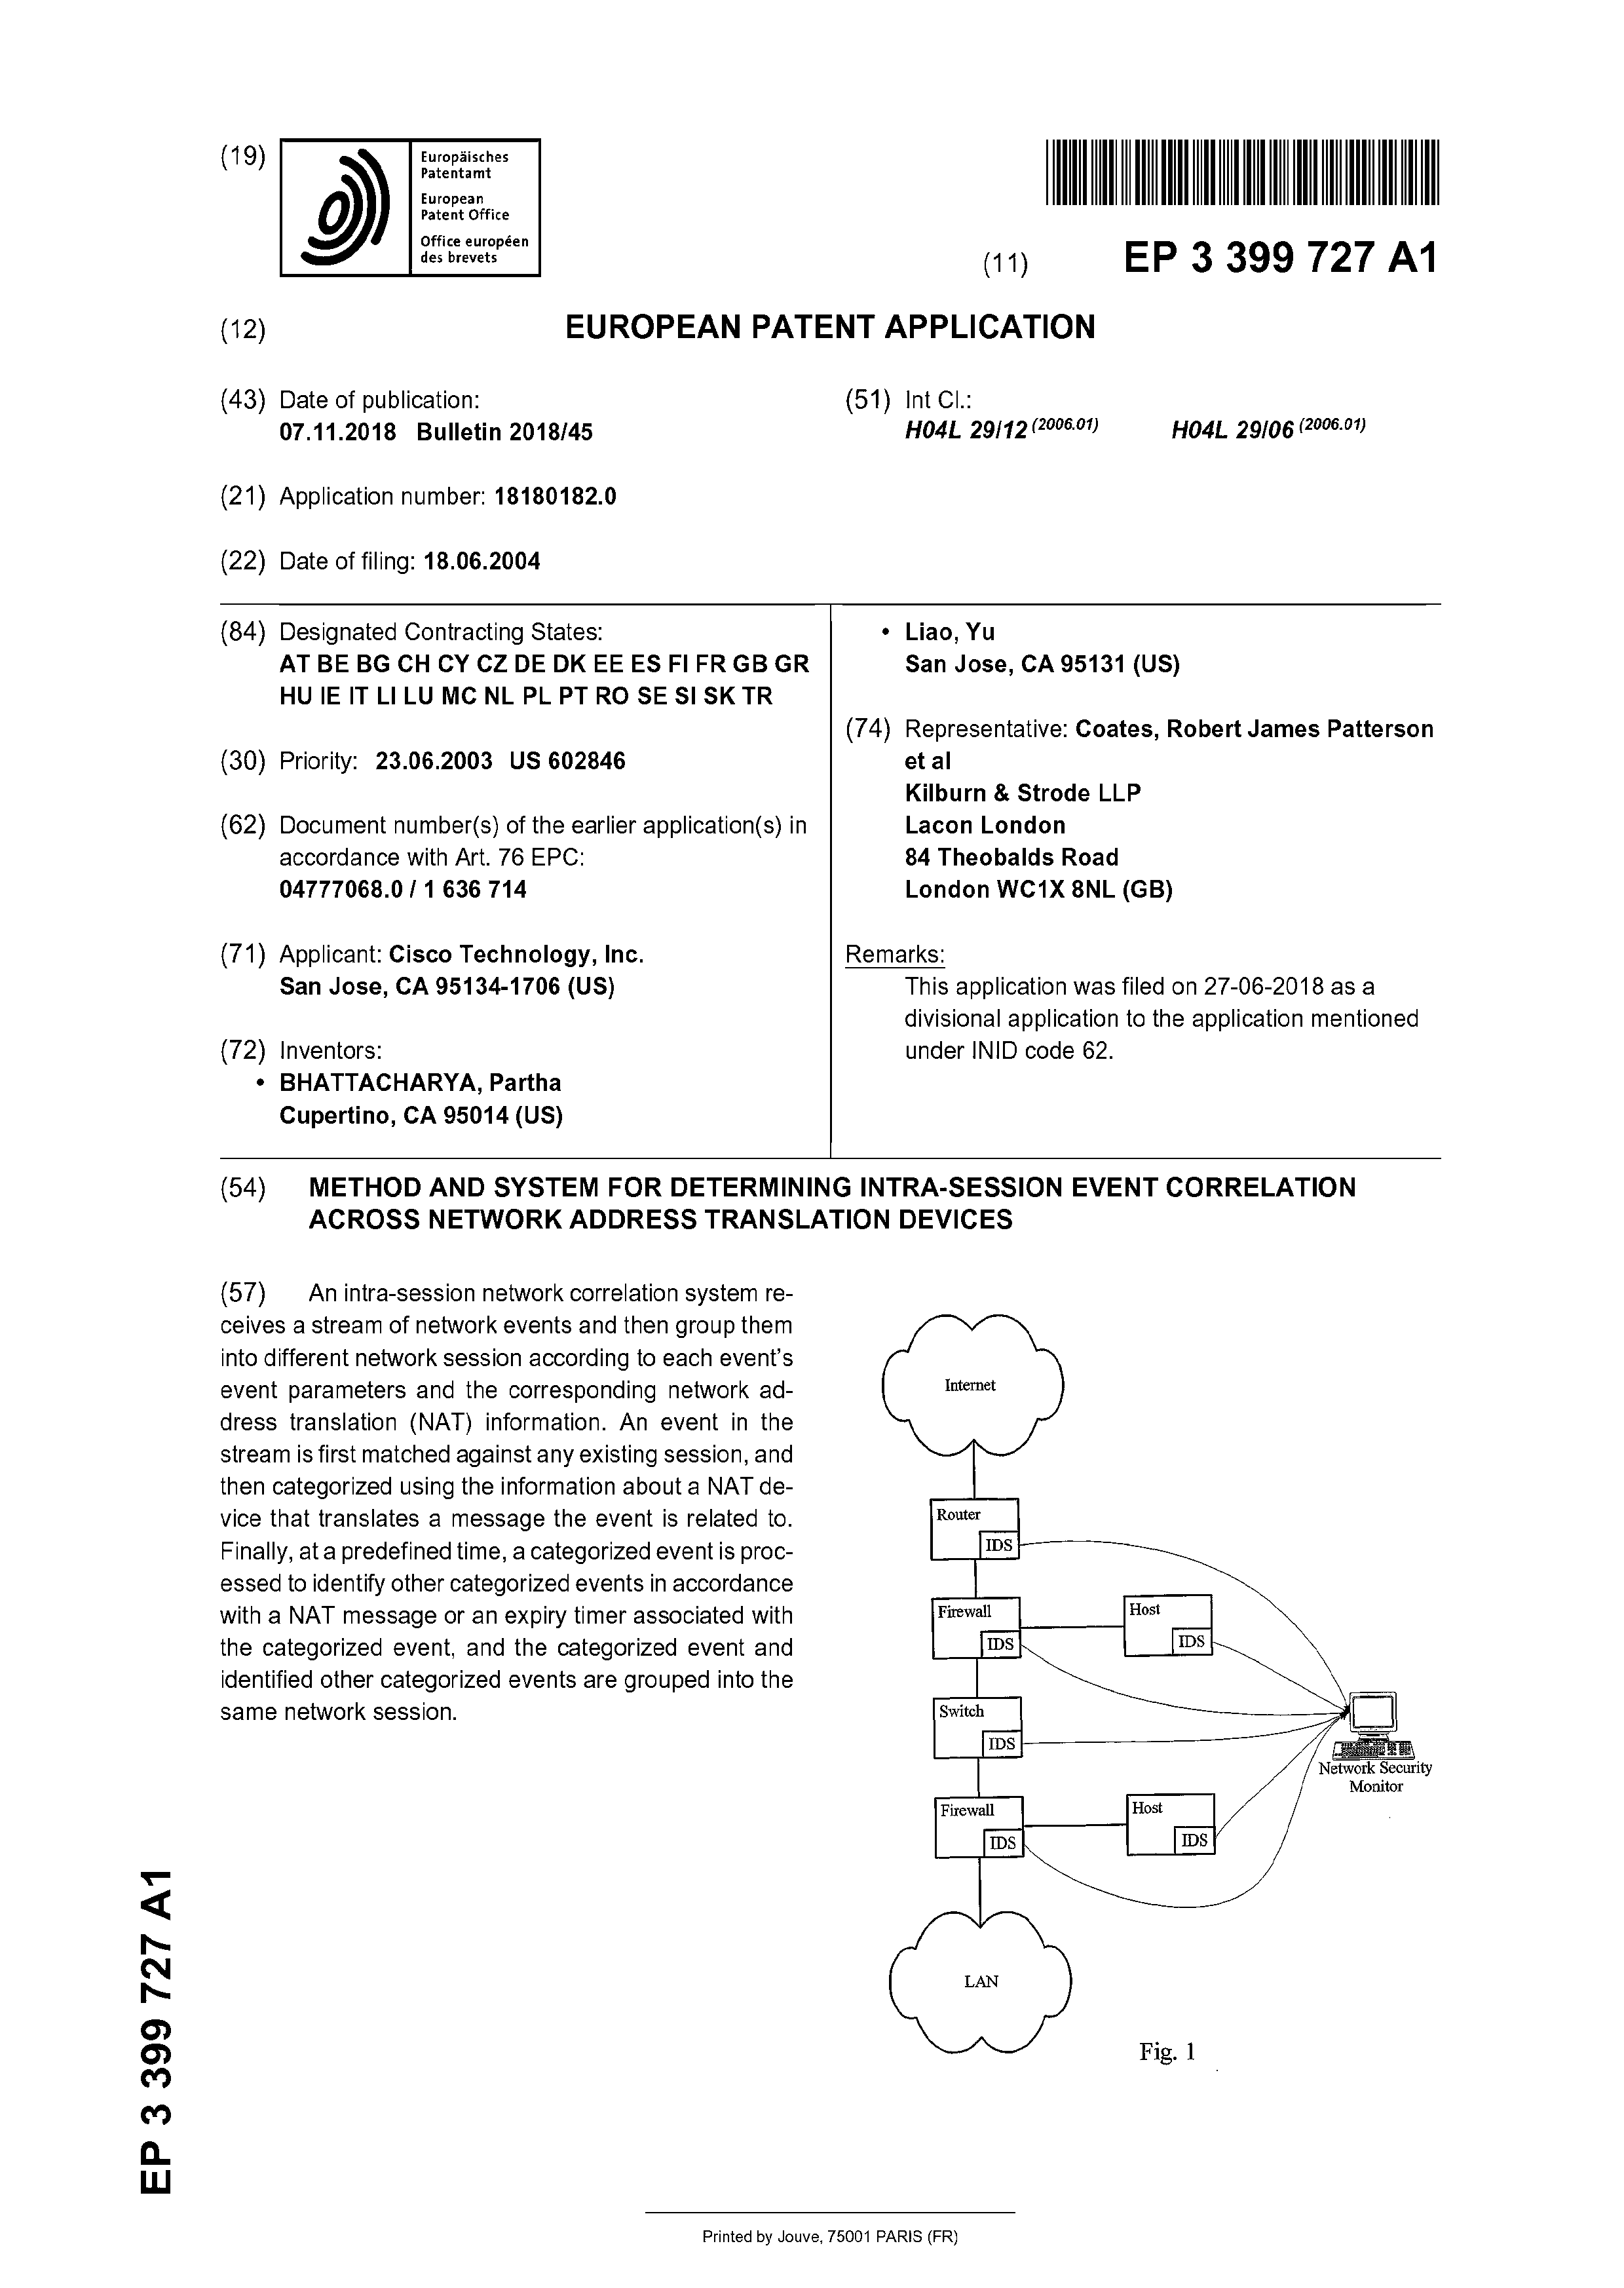 (19)
Europäisches
Patentamt
European
Patent Office
Office européen
des brevets
(11) EP 3 399 727 A1
(12) EUROPEAN PATENT APPLICATION
(43) Date of publication:
07.11.2018 Bulletin 2018/45
(21) Application number: 18180182.0
(22) Date of filing: 18.06.2004
(51) Int Cl.:
H04L 29/12 (2006.01) H04L 29/06 (2006.01)
(84) Designated Contracting States:
AT BE BG CH CY CZ DE DK EE ES FI FR GB GR
HU IE IT LI LU MC NL PL PT RO SE SI SK TR
(30) Priority: 23.06.2003 US 602846
(62) Document number(s) of the earlier application(s) in
accordance with Art. 76 EPC:
04777068.0 / 1 636 714
(71) Applicant: Cisco Technology, Inc.
San Jose, CA 95134-1706 (US)
(72) Inventors:
• BHATTACHARYA, Partha
Cupertino, CA 95014 (US)
• Liao, Yu
San Jose, CA 95131 (US)
(74) Representative: Coates, Robert James Patterson
et al
Kilburn & Strode LLP
Lacon London
84 Theobalds Road
London WC1X 8NL (GB)
Remarks:
This application was filed on 27-06-2018 as a
divisional application to the application mentioned
under INID code 62.
(54) METHOD AND SYSTEM FOR DETERMINING INTRA-SESSION EVENT CORRELATION
ACROSS NETWORK ADDRESS TRANSLATION DEVICES
(57) An intra-session network correlation system re-
ceives a stream of network events and then group them
into different network session according to each event's
event parameters and the corresponding network ad-
dress translation (NAT) information. An event in the
stream is first matched against any existing session, and
then categorized using the information about a NAT de-
vice that translates a message the event is related to.
Finally, at a predefined time, a categorized event is proc-
essed to identify other categorized events in accordance
with a NAT message or an expiry timer associated with
the categorized event, and the categorized event and
identified other categorized events are grouped into the
same network session.
Internet
Router
IDS
Firewall
IDS
Host
IDS
Switch
IDS
Network Security
Monitor
Firewall
IDS
Host
IDS
LAN
Fig. 1
EP 3 399 727 A1
Printed by Jouve, 75001 PARIS (FR)